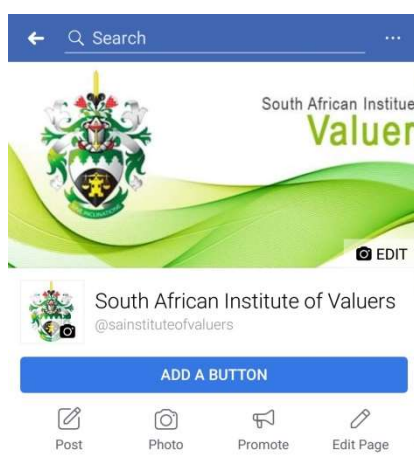 Search
South African Institue
Valuer
EDIT
South African Institute of Valuers
@sainstituteofvaluers
ADD A BUTTON
Post Photo Promote Edit Page